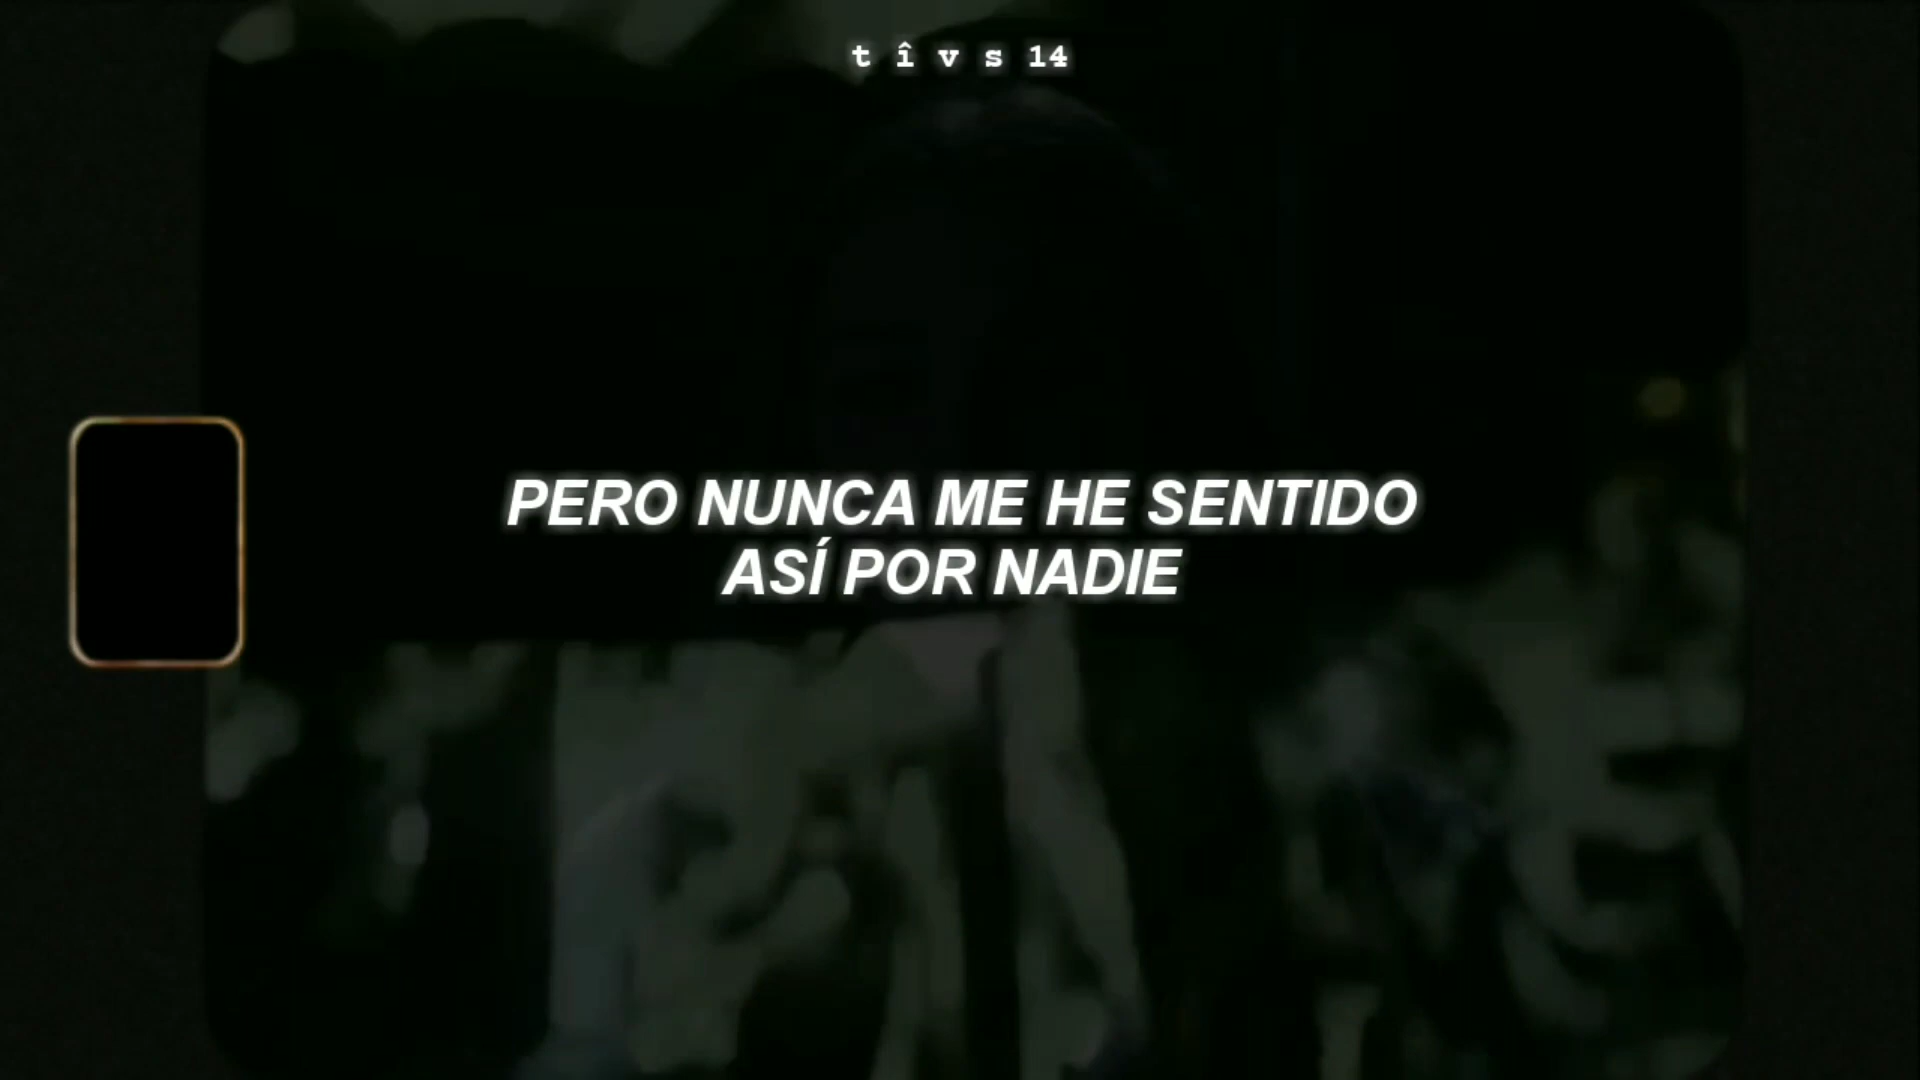 t î v s 14
PERO NUNCA ME HE SENTIDO
ASÍ POR NADIE